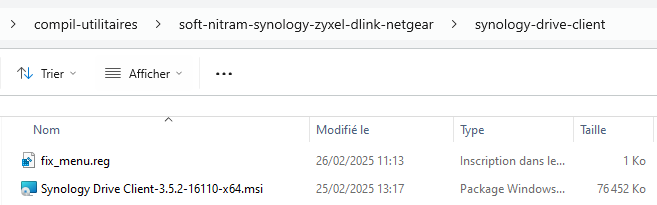 compil-utilitaires > soft-nitram-synology-zyxel-dlink-netgear > synology-drive-client
Trier Afficher ...
Nom Modifié le Type Taille
fix_menu.reg 26/02/2025 11:13 Inscription dans le... 1 Ko
Synology Drive Client-3.5.2-16110-x64.msi 25/02/2025 13:17 Package Windows... 76 452 Ko